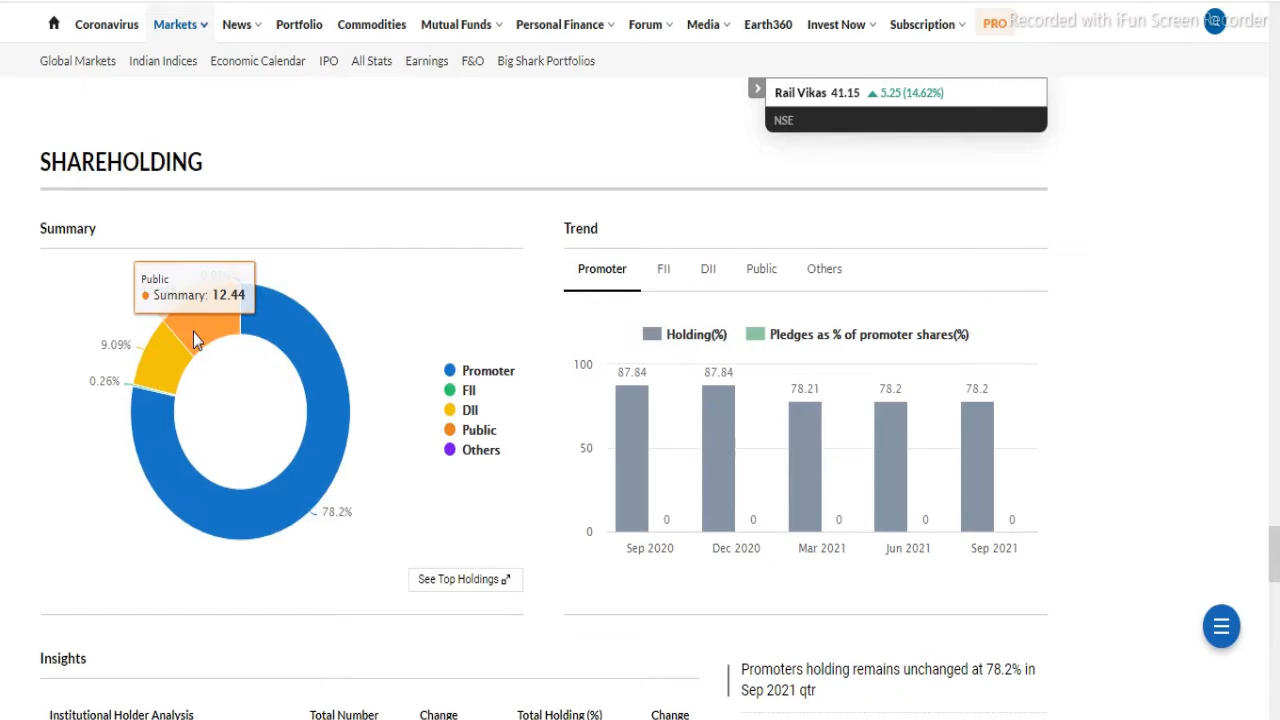 Coronavirus Markets News Portfolio Commodities Mutual Funds Personal Finance Forum Media Earth360 Invest Now Subscription PRO
Recorded with iFun Screen Recorder
Global Markets Indian Indices Economic Calendar IPO All Stats Earnings F&O Big Shark Portfolios
Rail Vikas 41.15 ▲ 5.25 (14.62%)
NSE
SHAREHOLDING
Summary
Public
Summary: 12.44
9.09%
0.26%
78.2%
Promoter
FII
DII
Public
Others
See Top Holdings
Trend
Promoter FII DII Public Others
Holding(%) Pledges as % of promoter shares(%)
100
50
0
87.84 87.84 78.21 78.2 78.2
0 0 0 0 0
Sep 2020 Dec 2020 Mar 2021 Jun 2021 Sep 2021
Insights
Institutional Holder Analysis Total Number Change Total Holding (%) Change
Promoters holding remains unchanged at 78.2% in
Sep 2021 qtr